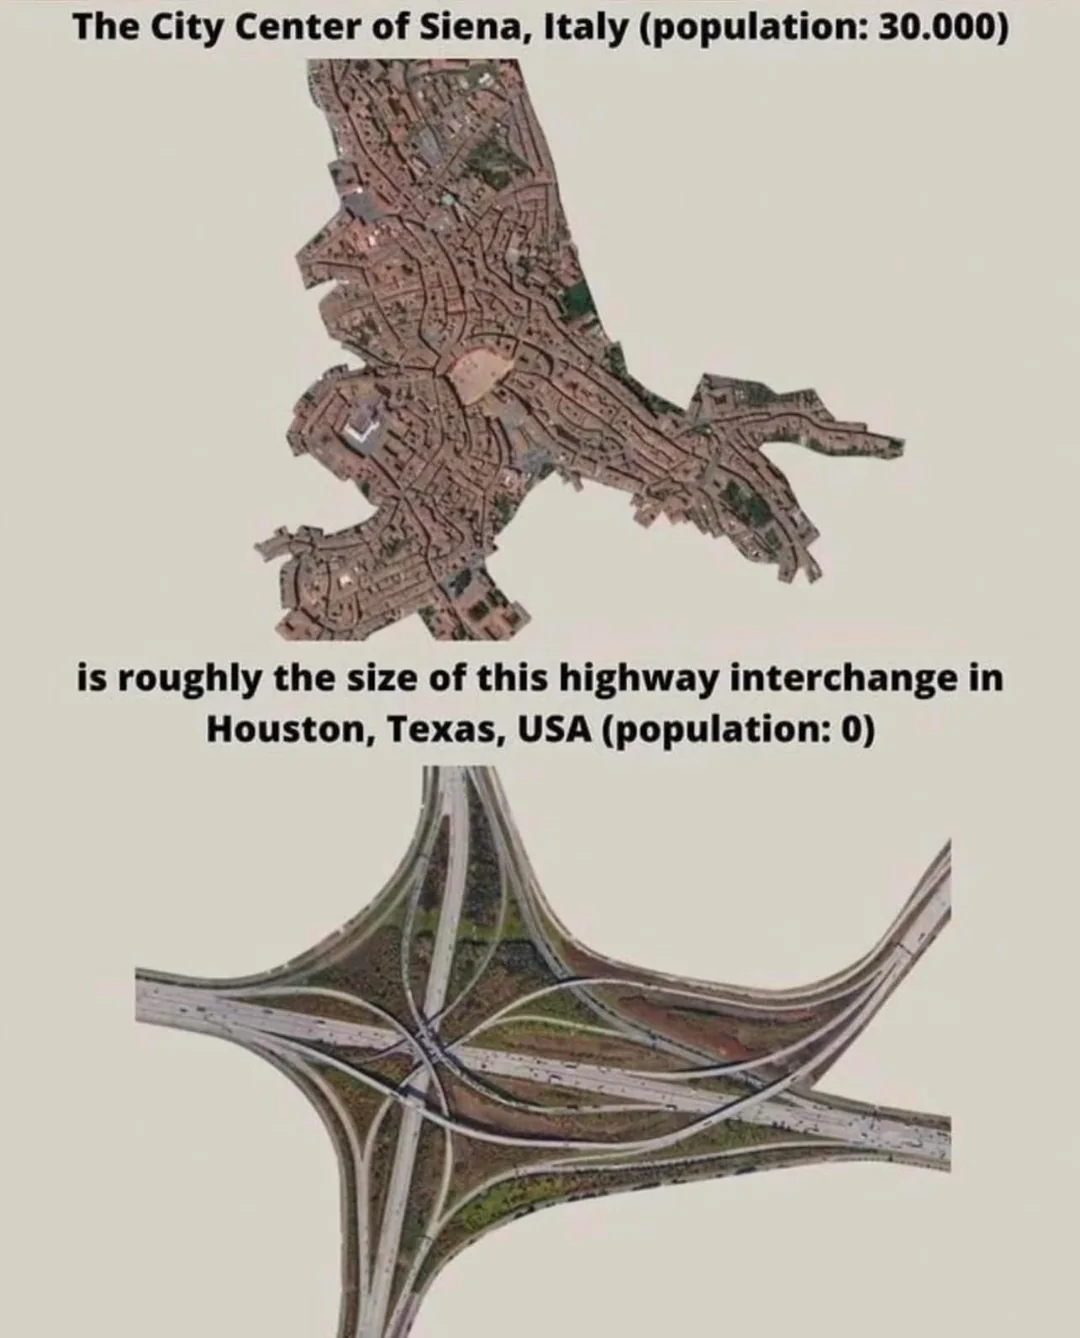 The City Center of Siena, Italy (population: 30.000)
is roughly the size of this highway interchange in
Houston, Texas, USA (population: 0)